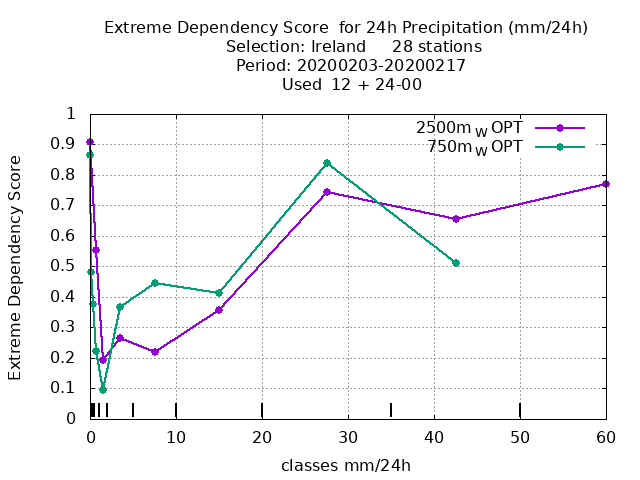 Extreme Dependency Score  for 24h Precipitation (mm/24h)
Selection: Ireland     28 stations
Period: 20200203-20200217
Used  12 + 24-00
2500m W OPT
750m W OPT
Extreme Dependency Score
1
0.9
0.8
0.7
0.6
0.5
0.4
0.3
0.2
0.1
0
0 10 20 30 40 50 60
classes mm/24h